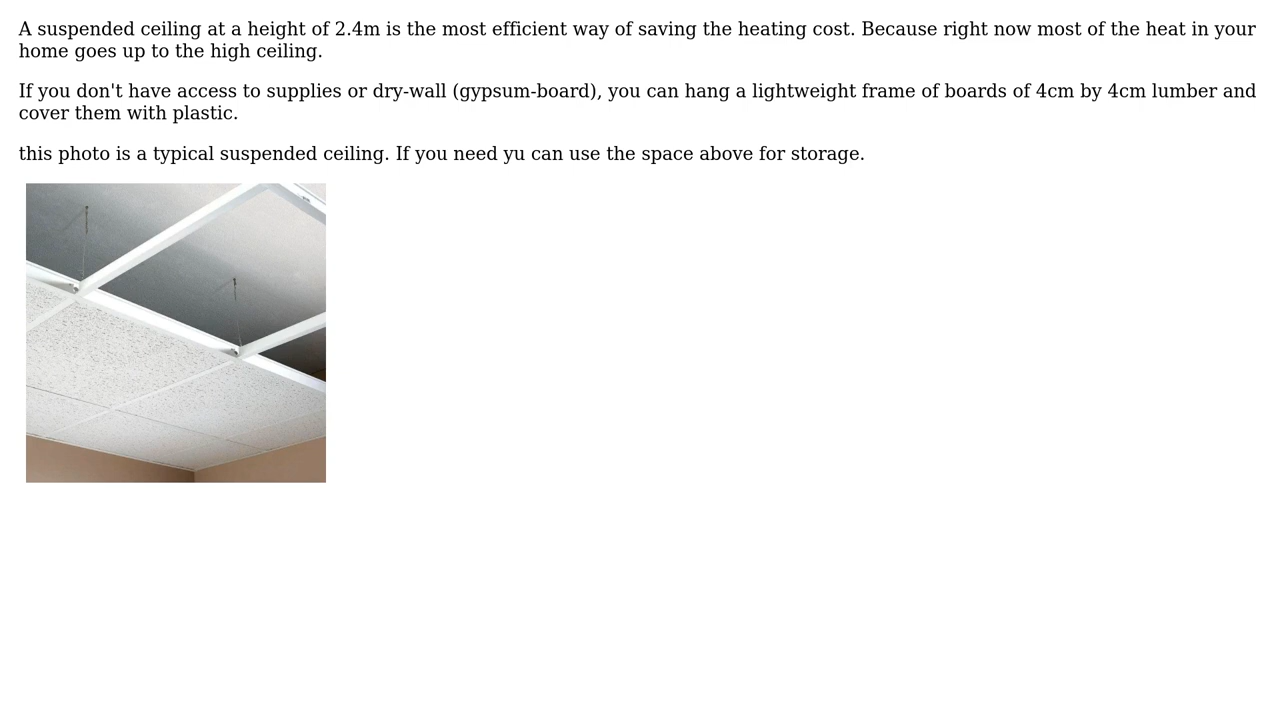 A suspended ceiling at a height of 2.4m is the most efficient way of saving the heating cost. Because right now most of the heat in your
home goes up to the high ceiling.
If you don't have access to supplies or dry-wall (gypsum-board), you can hang a lightweight frame of boards of 4cm by 4cm lumber and
cover them with plastic.
this photo is a typical suspended ceiling. If you need yu can use the space above for storage.